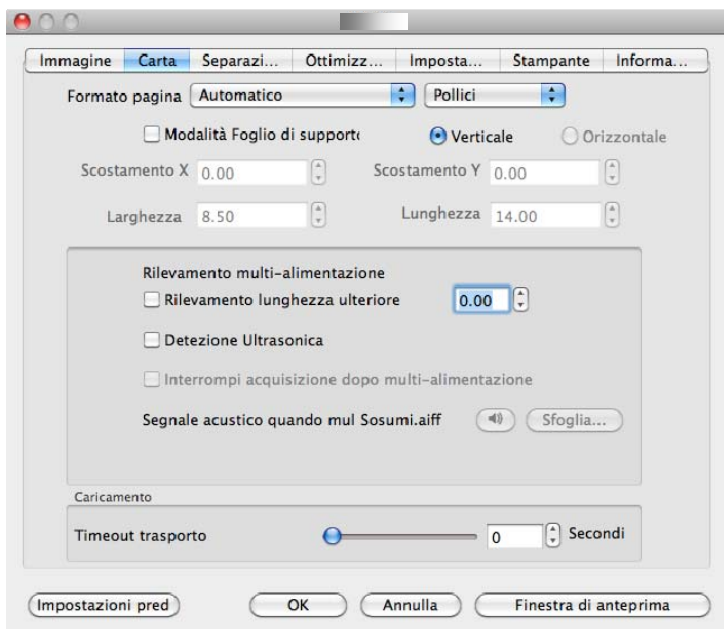 Immagine Carta Separazi... Ottimizz... Imposta... Stampante Informa...
Formato pagina Automatico Pollici
Modalità Foglio di supporto Verticale Orizzontale
Scostamento X 0.00 Scostamento Y 0.00
Larghezza 8.50 Lunghezza 14.00
Rilevamento multi-alimentazione
Rilevamento lunghezza ulteriore 0.00
Detezione Ultrasonica
Interrompi acquisizione dopo multi-alimentazione
Segnale acustico quando mul Sosumi.aiff Sfoglia...
Caricamento
Timeout trasporto 0 Secondi
Impostazioni pred OK Annulla Finestra di anteprima